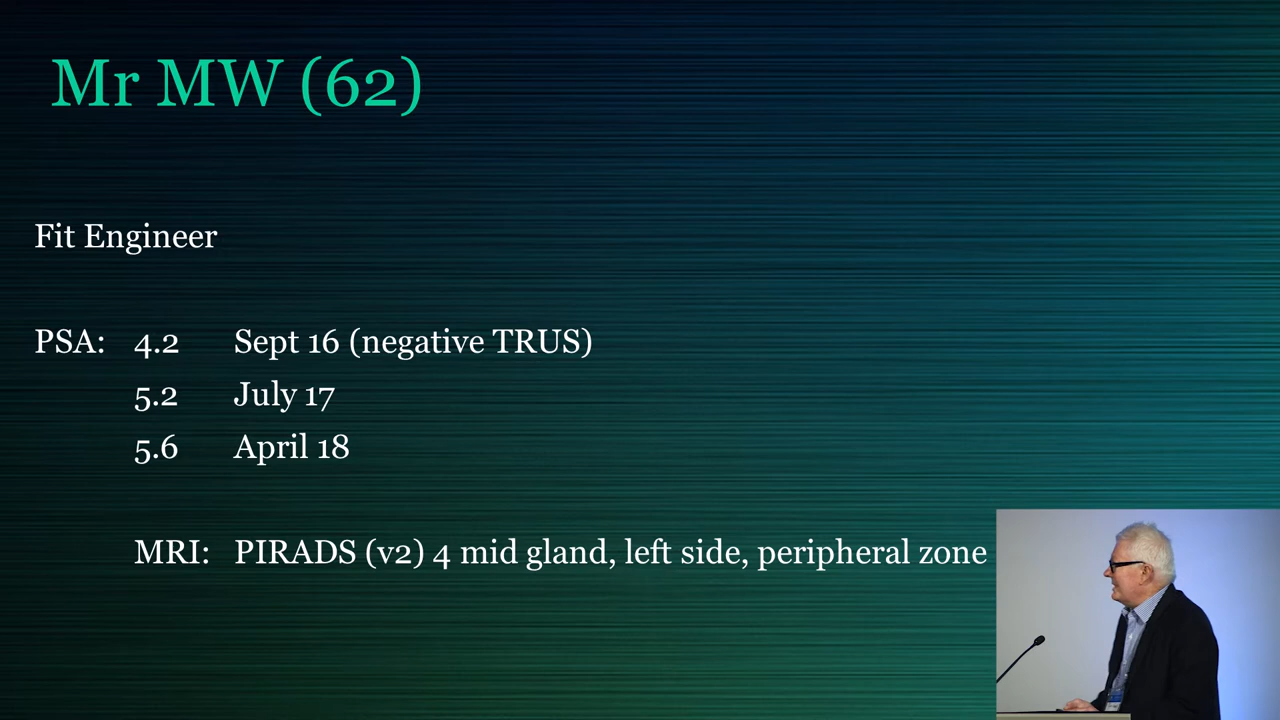 Mr MW (62)
Fit Engineer
PSA: 4.2 Sept 16 (negative TRUS)
5.2 July 17
5.6 April 18
MRI: PIRADS (v2) 4 mid gland, left side, peripheral zone